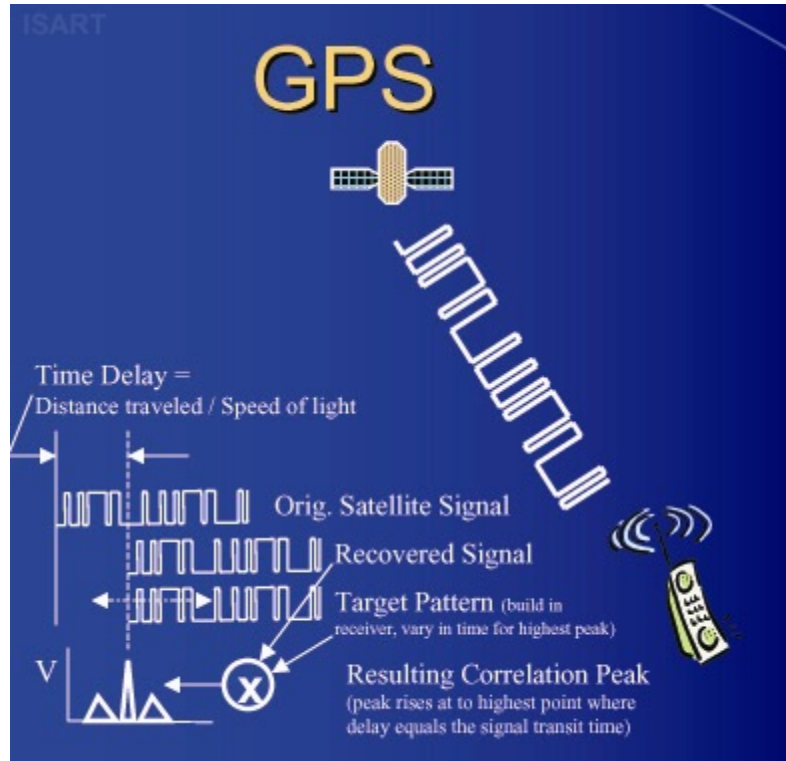 ISART
GPS
Time Delay =
Distance traveled / Speed of light
Orig. Satellite Signal
Recovered Signal
Target Pattern (build in
receiver, vary in time for highest peak)
V
X
Resulting Correlation Peak
(peak rises at to highest point where
delay equals the signal transit time)